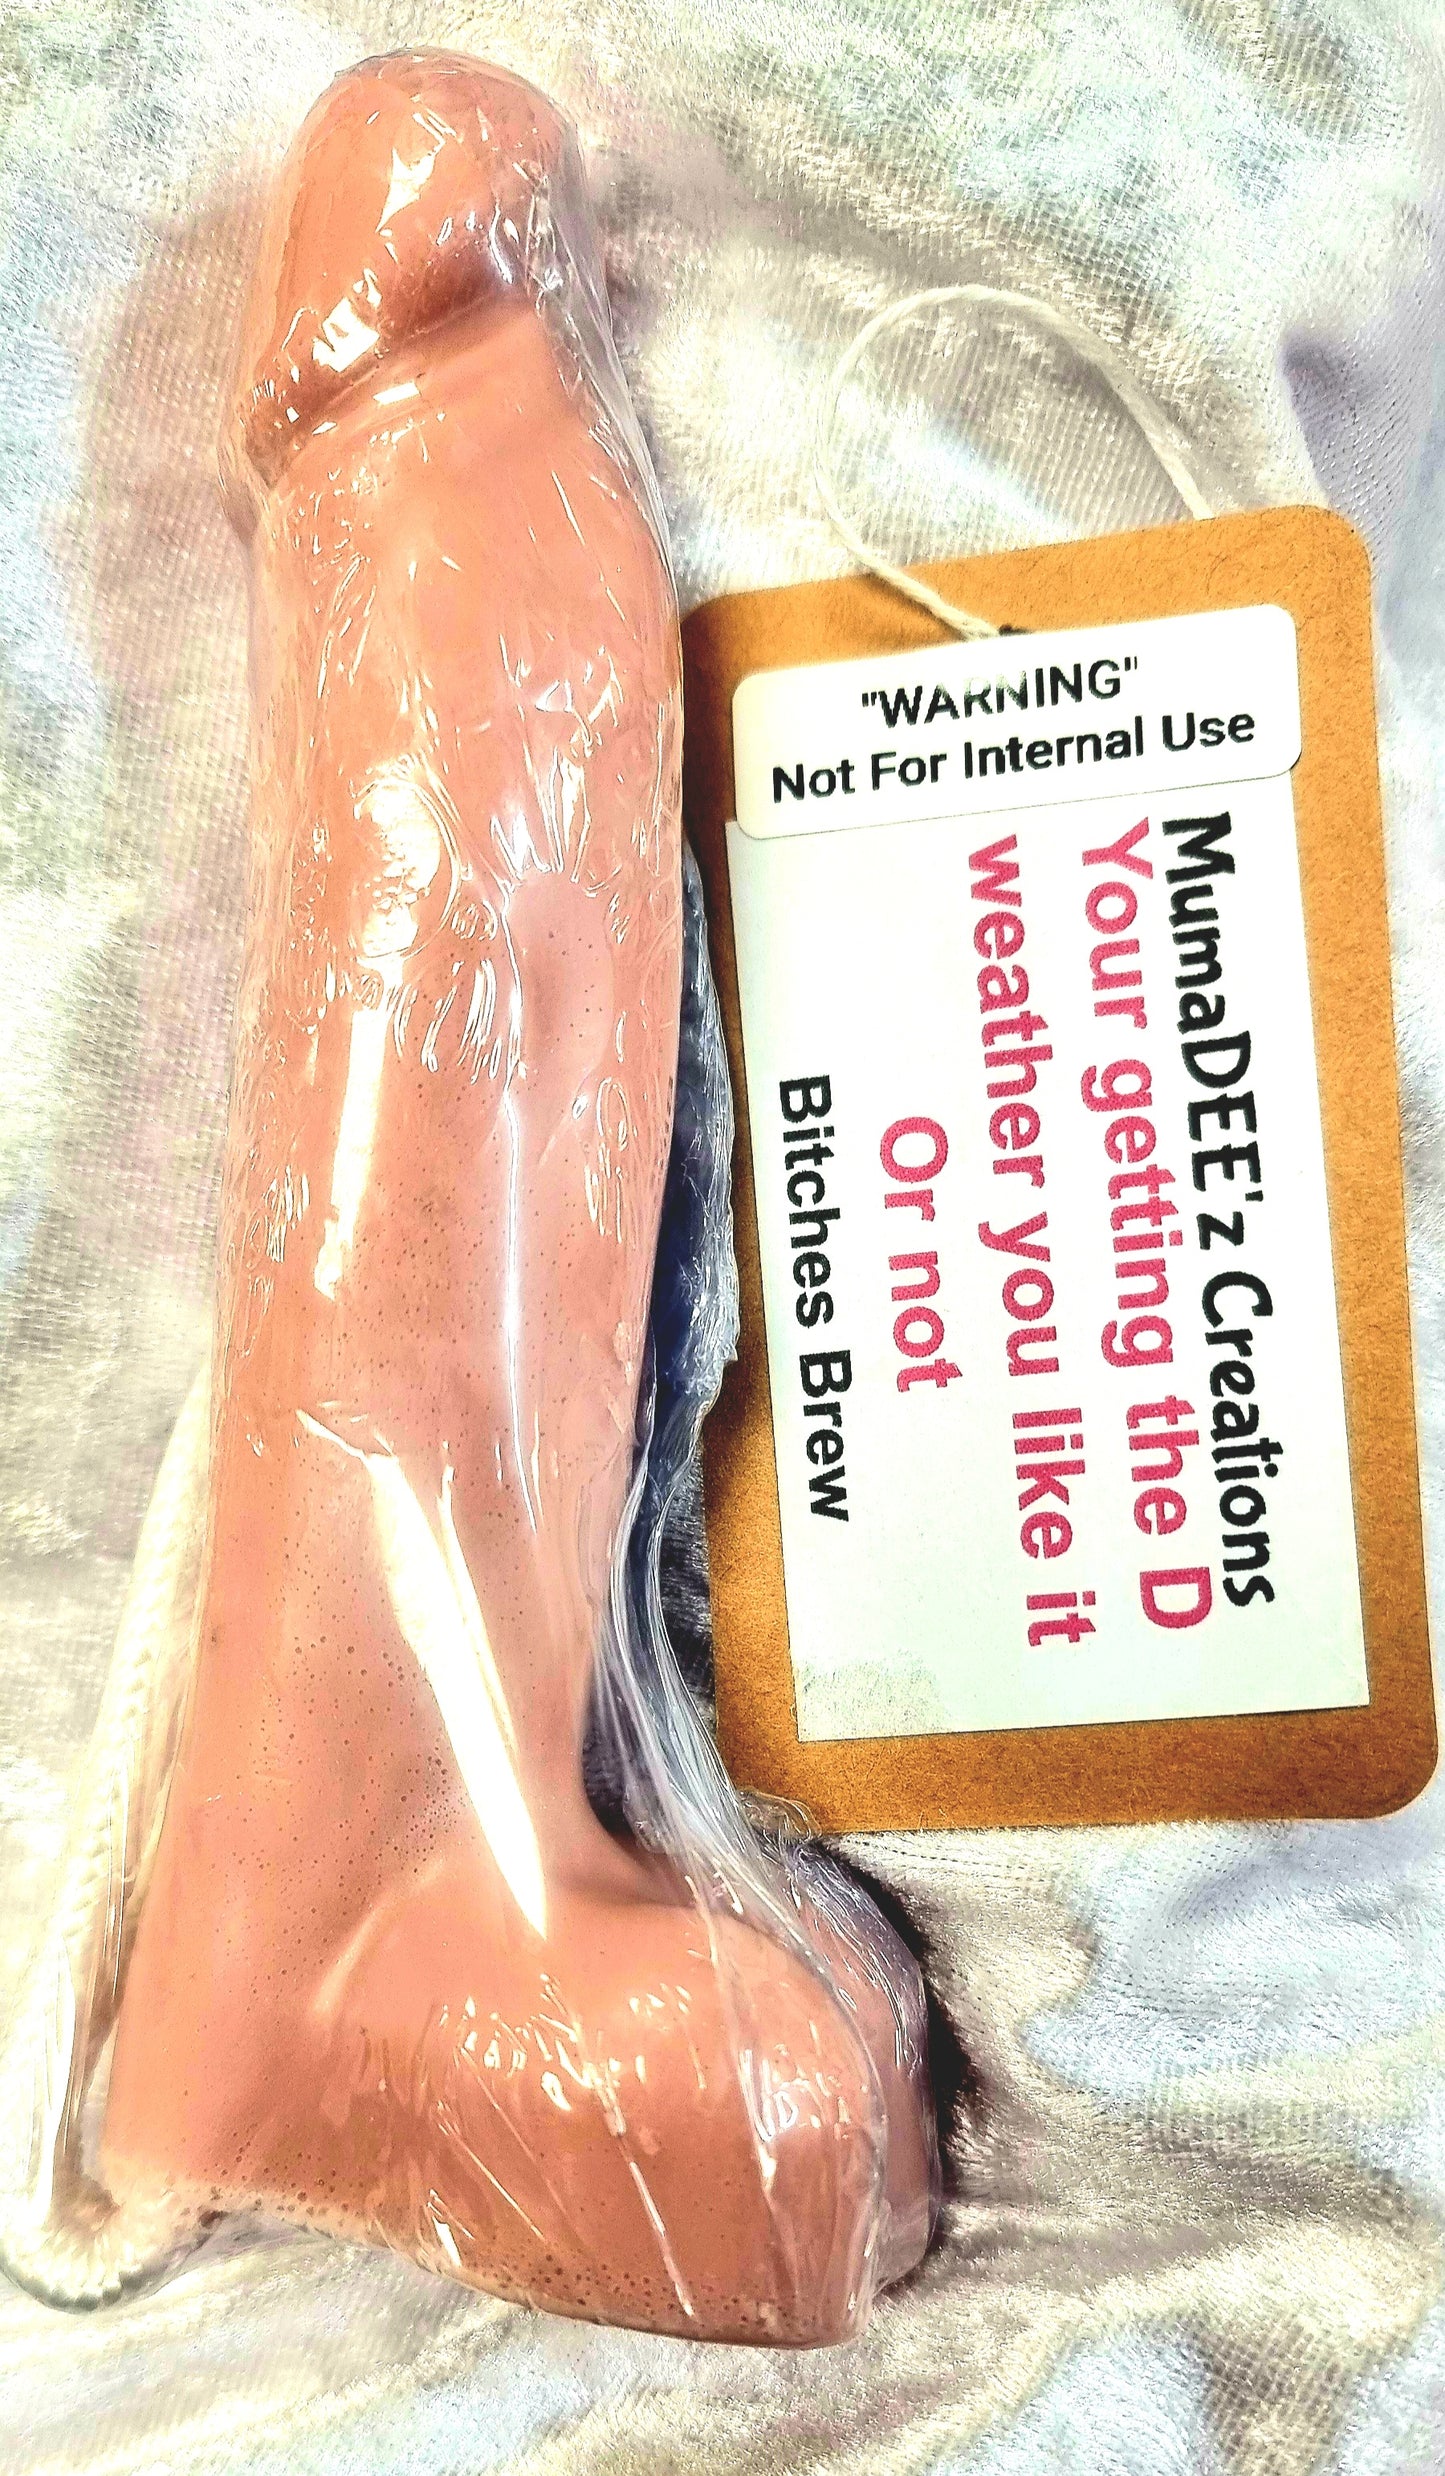 "WARNING"
Not For Internal Use
MumaDEE'z Creations
Your getting the D
weather you like it
Or not
Bitches Brew